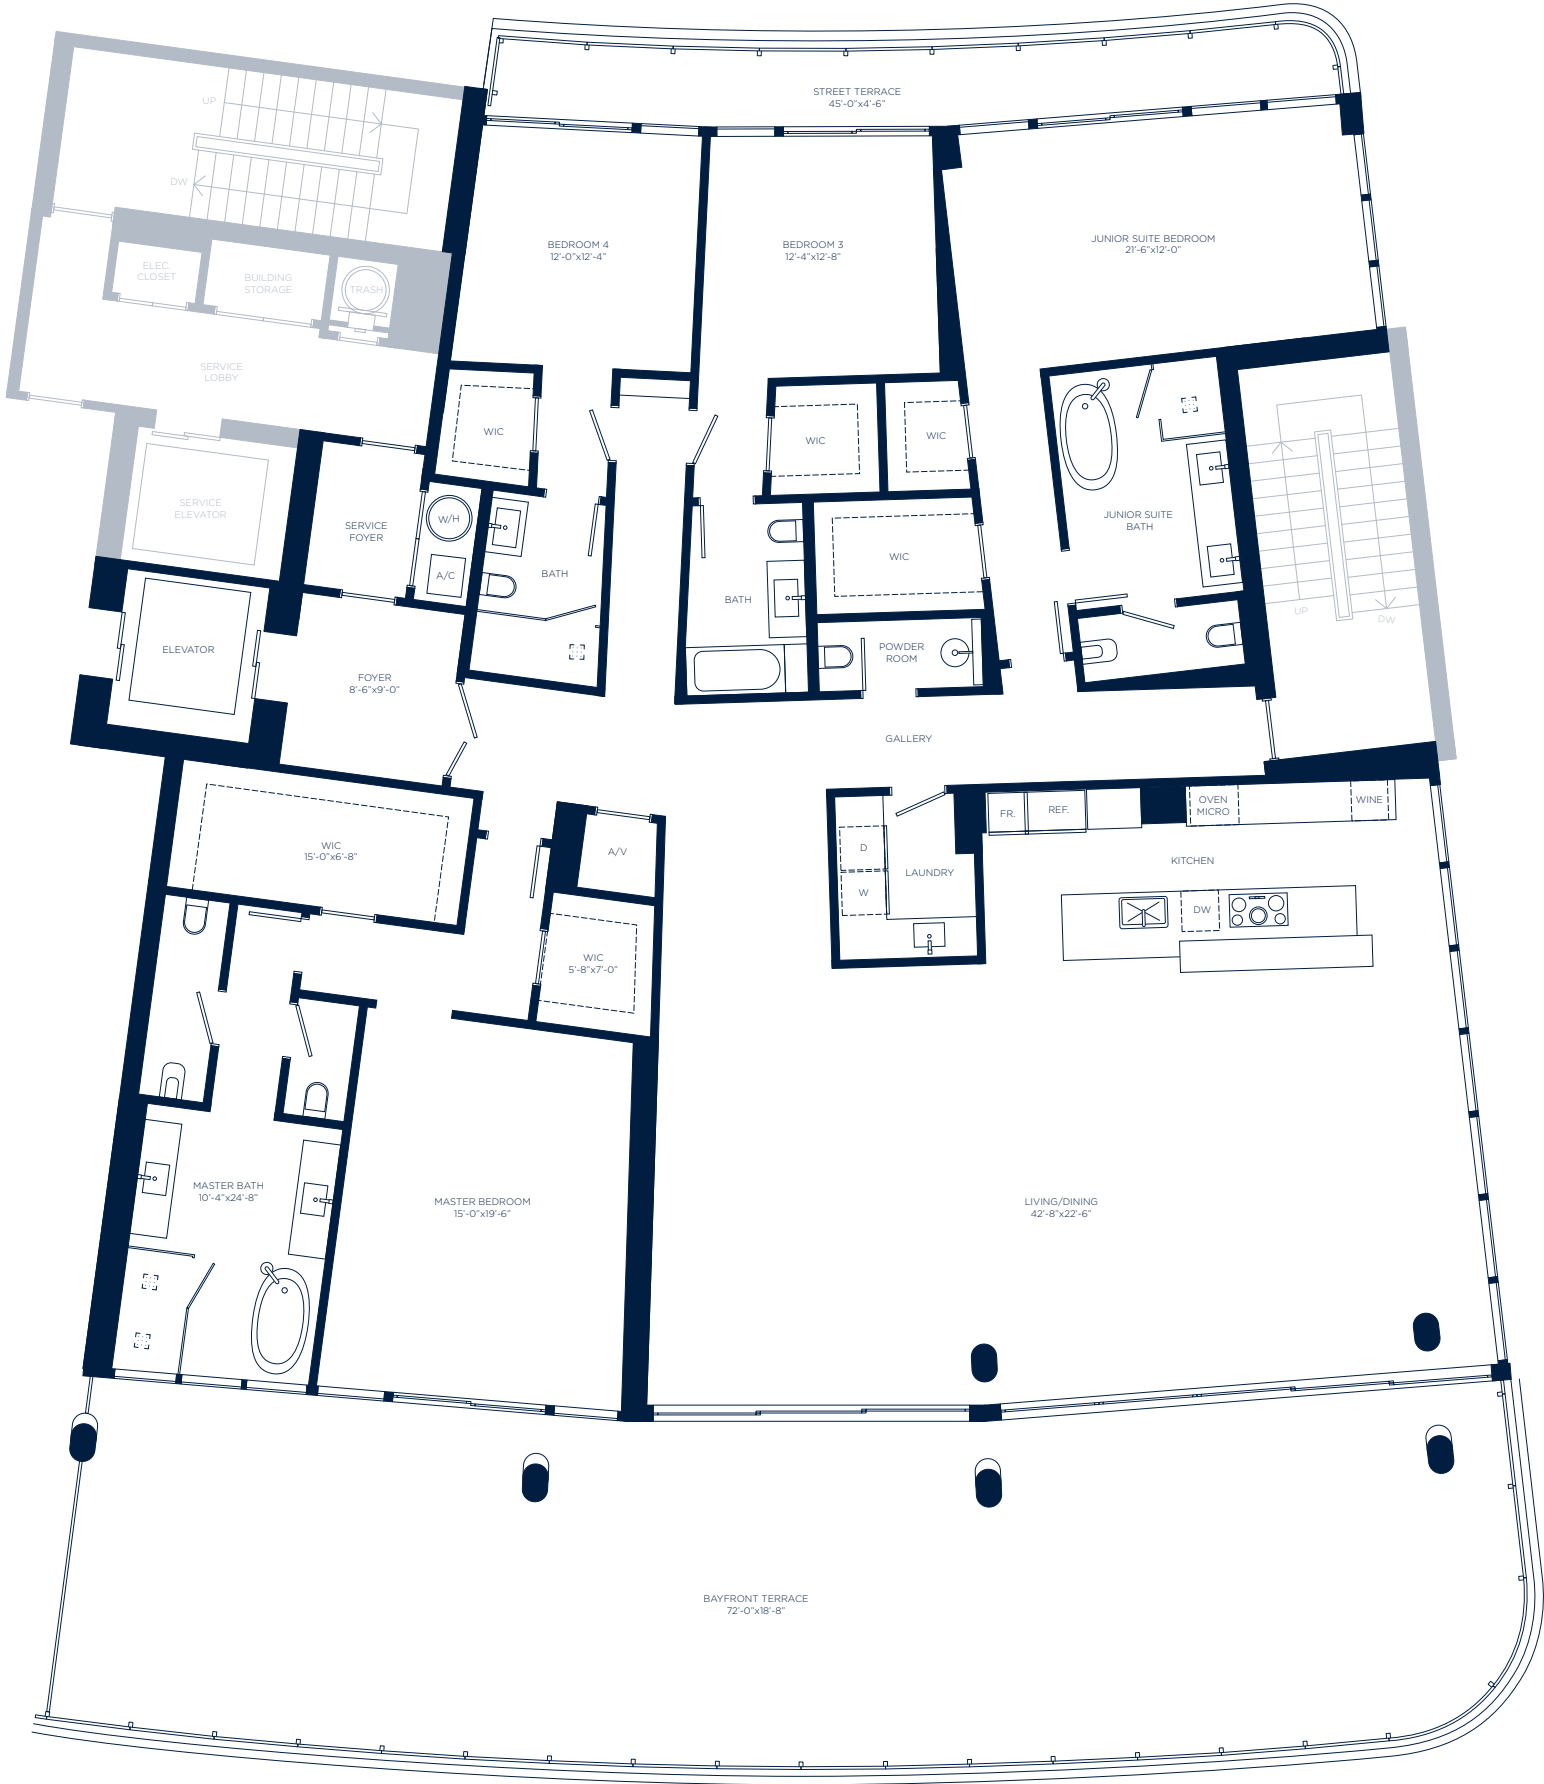 STREET TERRACE
45'-0"x4'-6"
UP
DW
BEDROOM 4
12'-0"x12'-4"
BEDROOM 3
12'-4"x12'-8"
JUNIOR SUITE BEDROOM
21'-6"x12'-0"
ELEC.
CLOSET
BUILDING
STORAGE
TRASH
SERVICE
LOBBY
WIC
WIC
WIC
SERVICE
ELEVATOR
SERVICE
FOYER
W/H
A/C
BATH
BATH
WIC
JUNIOR SUITE
BATH
UP
DW
ELEVATOR
FOYER
8'-6"x9'-0"
POWDER
ROOM
GALLERY
WIC
15'-0"x6'-8"
A/V
D
W
LAUNDRY
FR.
REF.
OVEN
MICRO
WINE
KITCHEN
DW
WIC
5'-8"x7'-0"
MASTER BATH
10'-4"x24'-8"
MASTER BEDROOM
15'-0"x19'-6"
LIVING/DINING
42'-8"x22'-6"
BAYFRONT TERRACE
72'-0"x18'-8"